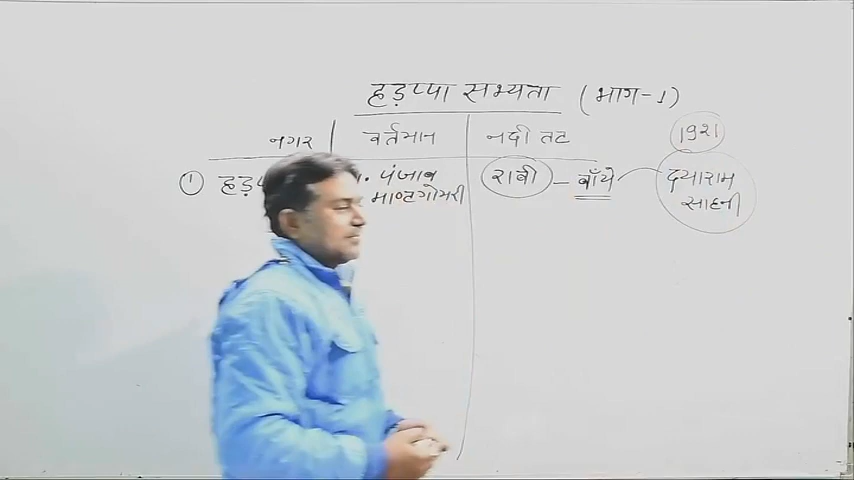 हड़प्पा सभ्यता (भाग-1)
नगर वर्तमान नदी तट 1921
① पंजाब रावी - बाँये दयाराम
माण्टगोमरी साहनी